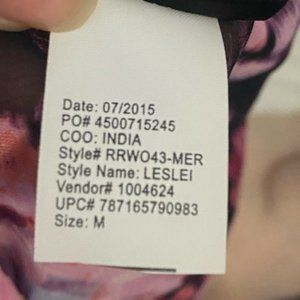 Date: 07/2015
PO# 4500715245
COO: INDIA
Style# RRWO43-MER
Style Name: LESLEI
Vendor# 1004624
UPC# 787165790983
Size: M